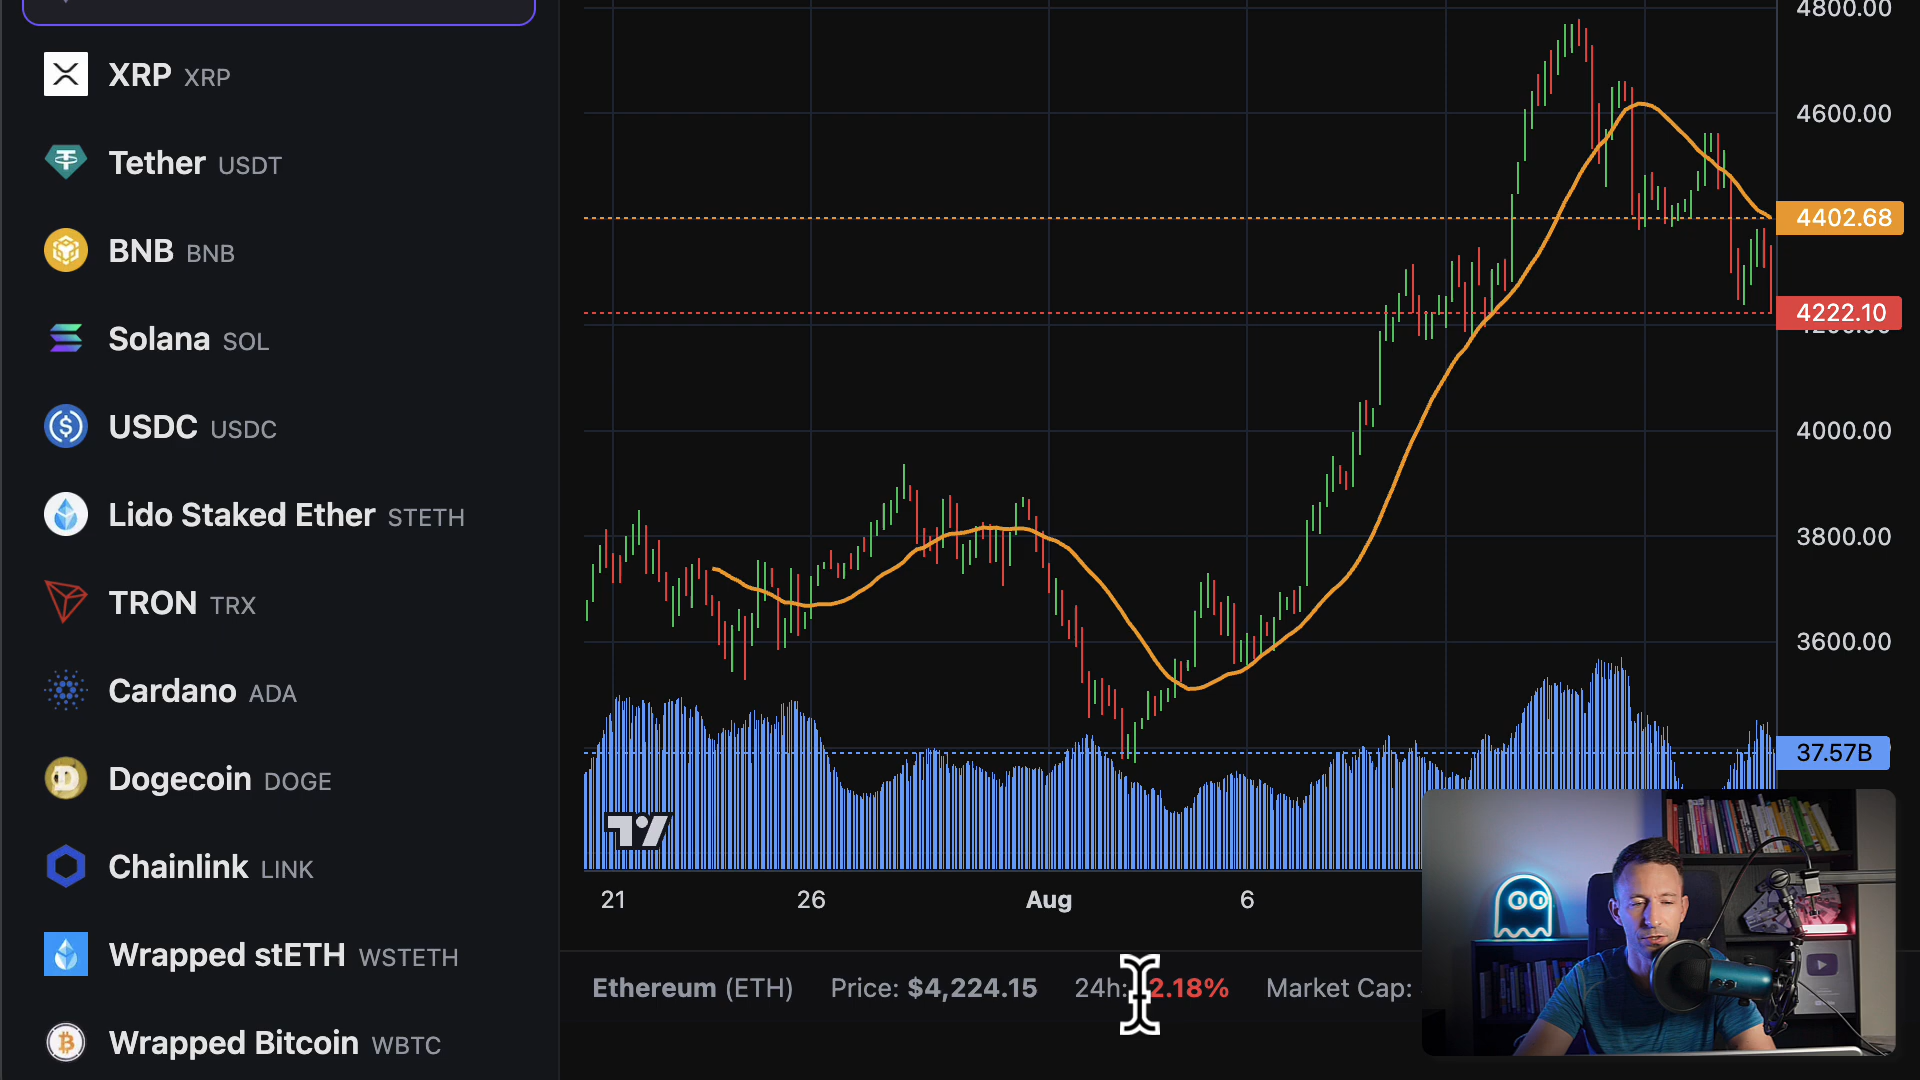 XRP XRP
Tether USDT
BNB BNB
Solana SOL
USDC USDC
Lido Staked Ether STETH
TRON TRX
Cardano ADA
Dogecoin DOGE
Chainlink LINK
Wrapped stETH WSTETH
Wrapped Bitcoin WBTC
4800.00
4600.00
4402.68
4222.10
4000.00
3800.00
3600.00
37.57B
21 26 Aug 6
Ethereum (ETH) Price: $4,224.15 24h: 2.18% Market Cap: